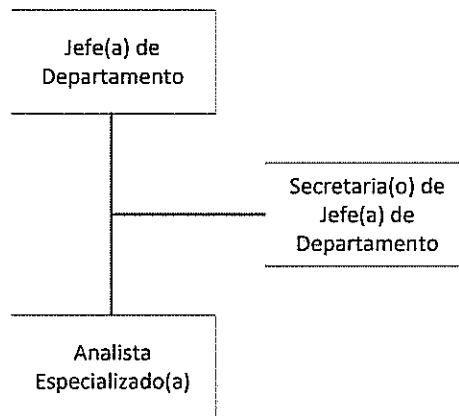 Jefe(a) de
Departamento
Secretaria(o) de
Jefe(a) de
Departamento
Analista
Especializado(a)